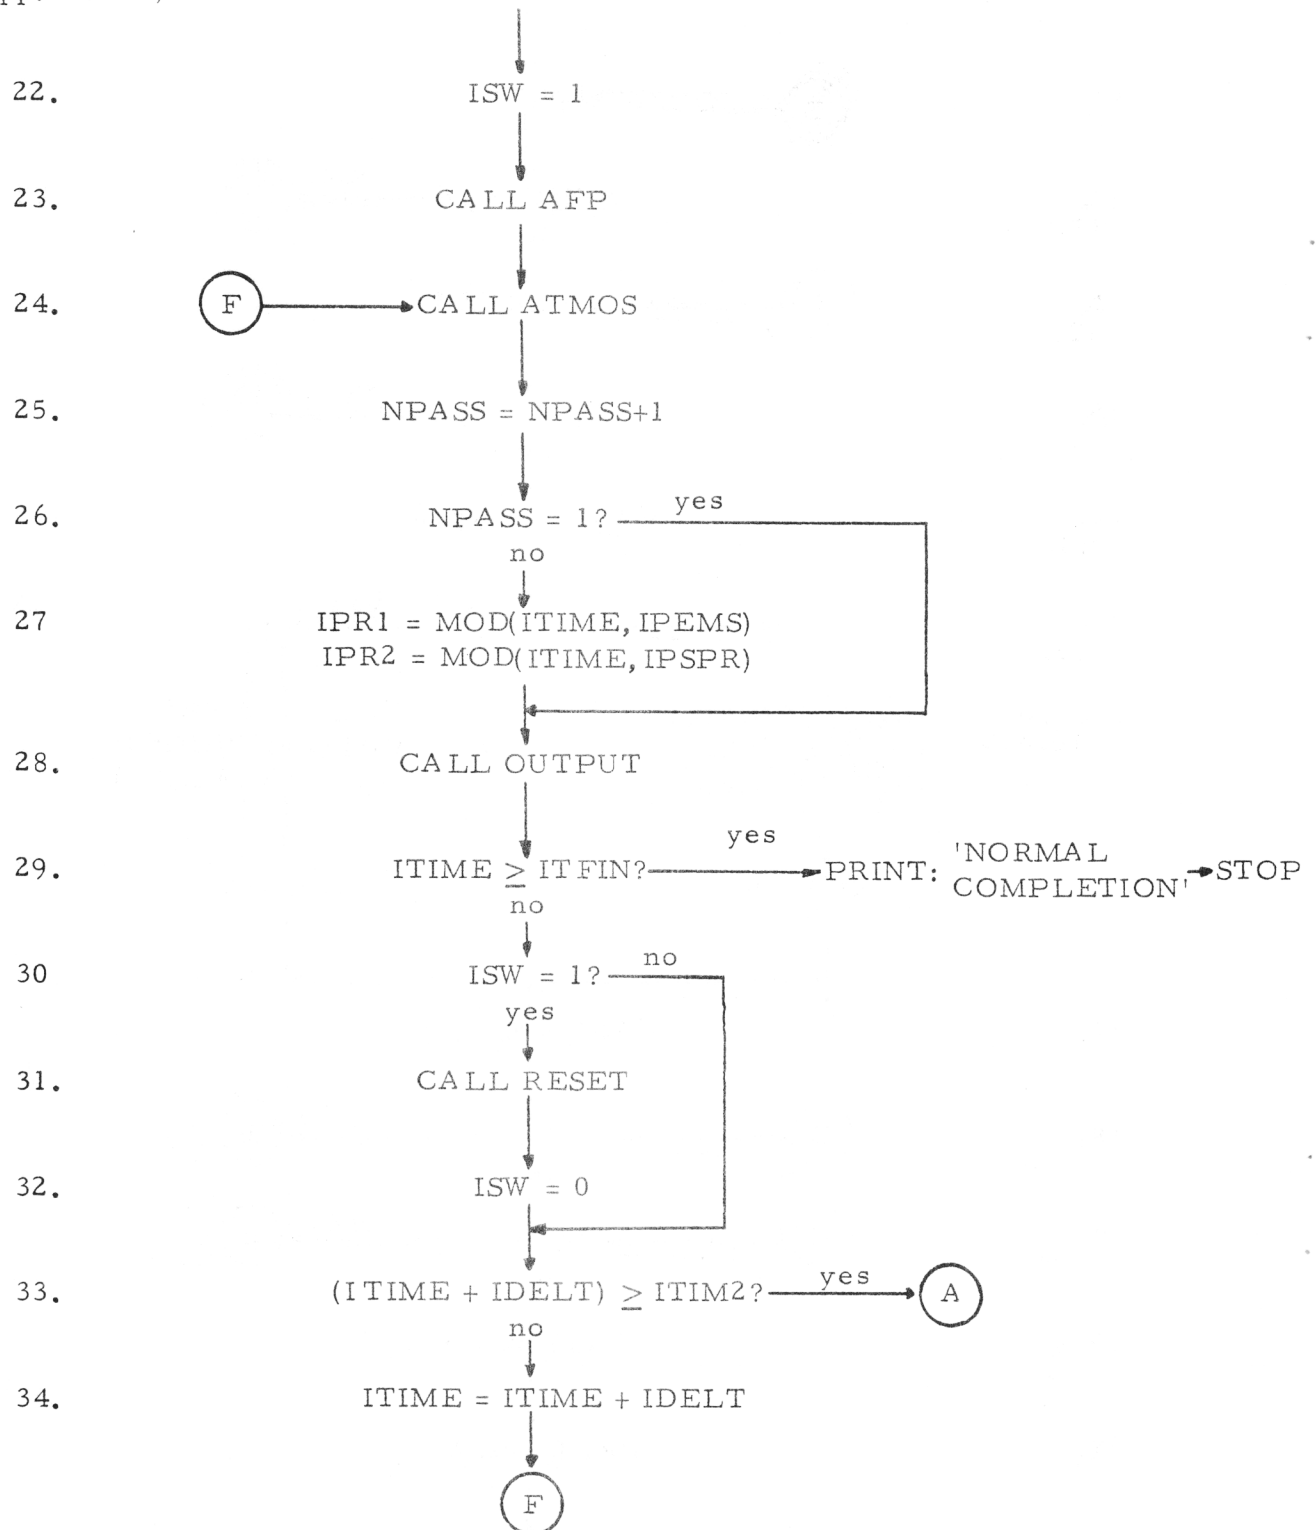 22. ISW = 1
23. CALL AFP
24. F CALL ATMOS
25. NPASS = NPASS+1
26. NPASS = 1? yes
no
27 IPR1 = MOD(ITIME, IPEMS)
IPR2 = MOD(ITIME, IPSPR)
28. CALL OUTPUT
29. ITIME ≥ ITFIN? yes PRINT: 'NORMAL COMPLETION' STOP
no
30 ISW = 1? no
yes
31. CALL RESET
32. ISW = 0
33. (ITIME + IDELT) ≥ ITIM2? yes A
no
34. ITIME = ITIME + IDELT
F